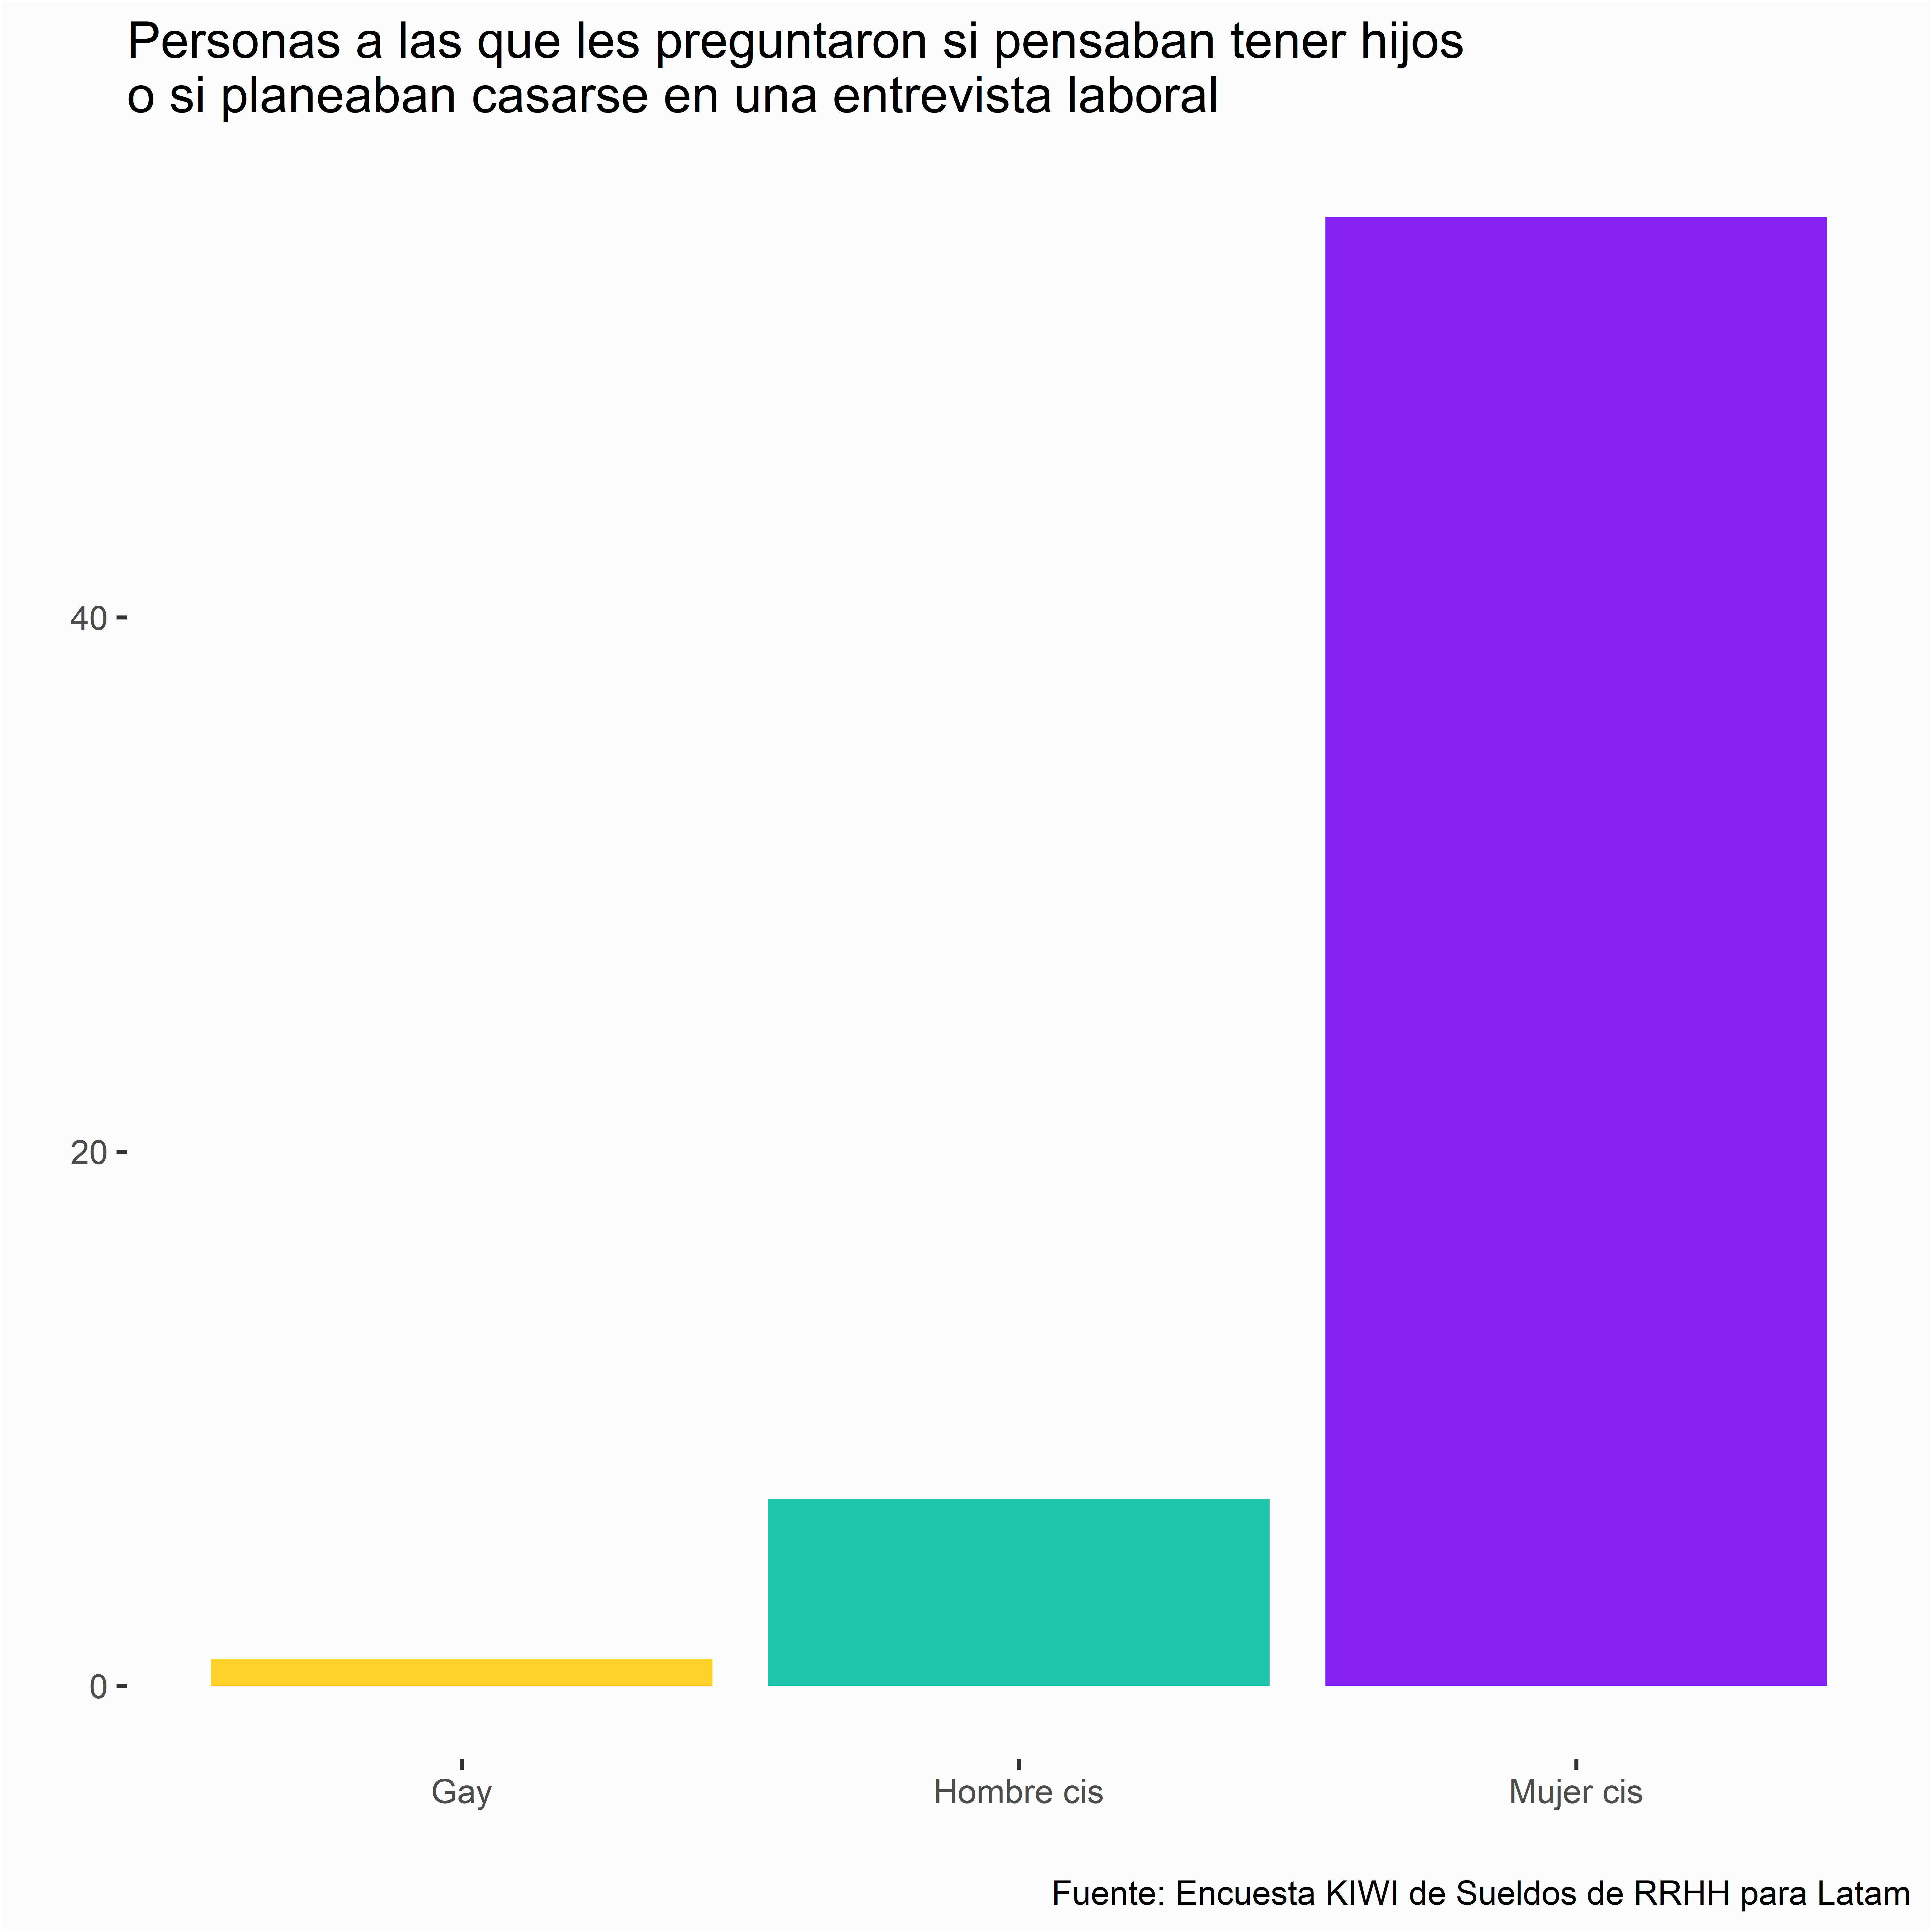 Personas a las que les preguntaron si pensaban tener hijos
o si planeaban casarse en una entrevista laboral
40
20
0
Gay
Hombre cis
Mujer cis
Fuente: Encuesta KIWI de Sueldos de RRHH para Latam